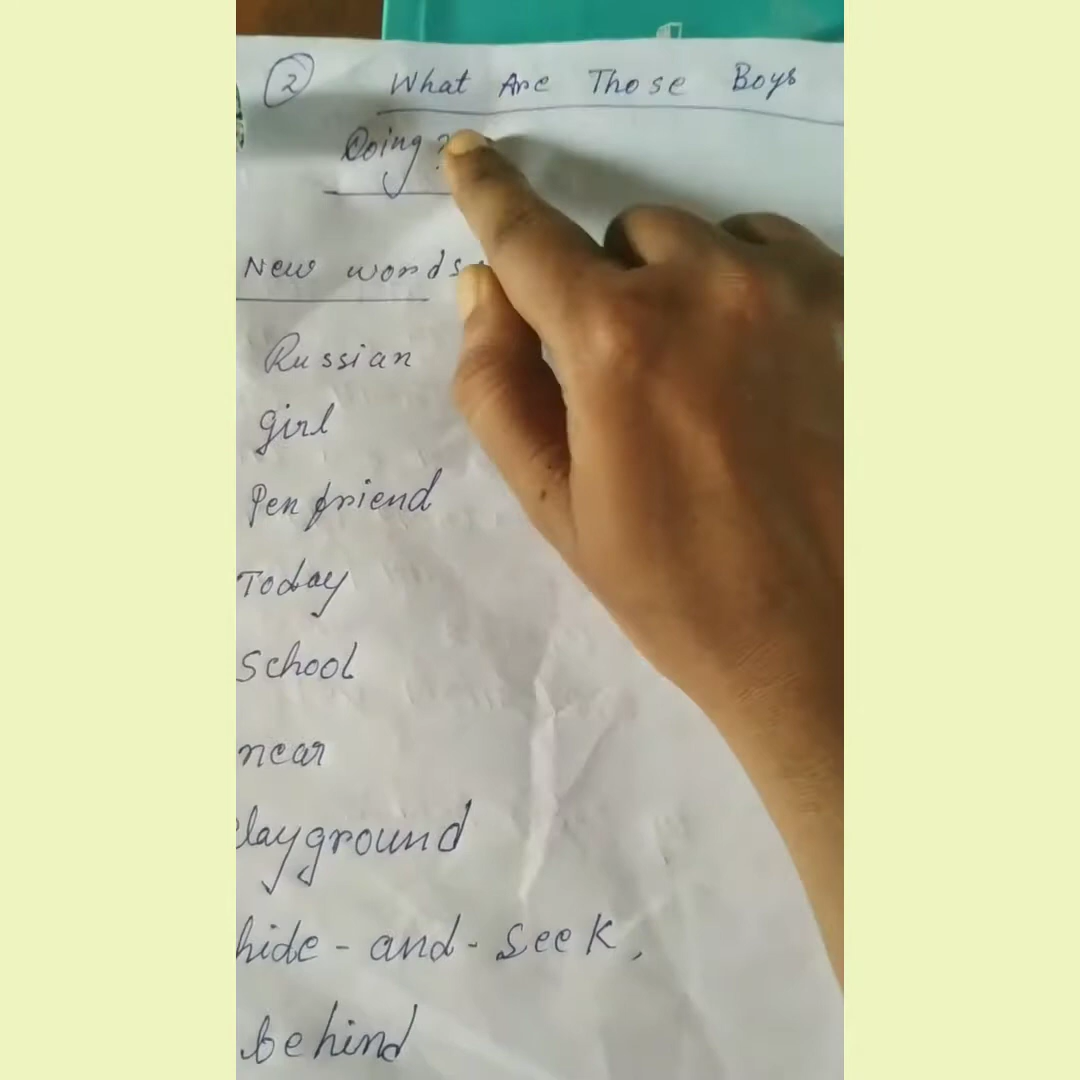 2 What Are Those Boys
Doing ?
New words
Russian
girl
Pen friend
Today
School
near
layground
hide-and-seek,
behind